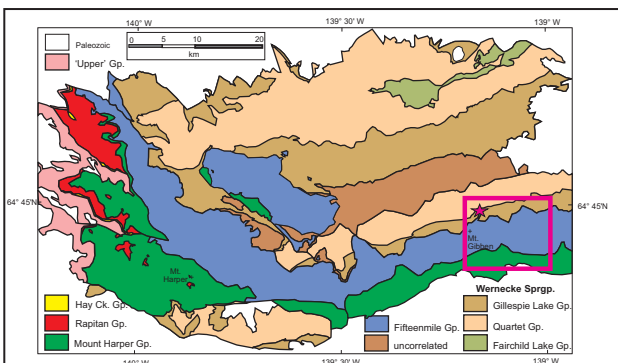 140° W
139° 30' W
139° W
Paleozoic
'Upper' Gp.
0 5 10 20
km
64° 45'N
64° 45'N
Mt.
Gibben
Mt.
Harper
Hay Ck. Gp.
Rapitan Gp.
Mount Harper Gp.
Fifteenmile Gp.
uncorrelated
Wernecke Sprgp.
Gillespie Lake Gp.
Quartet Gp.
Fairchild Lake Gp.
140° W
139° 30' W
139° W